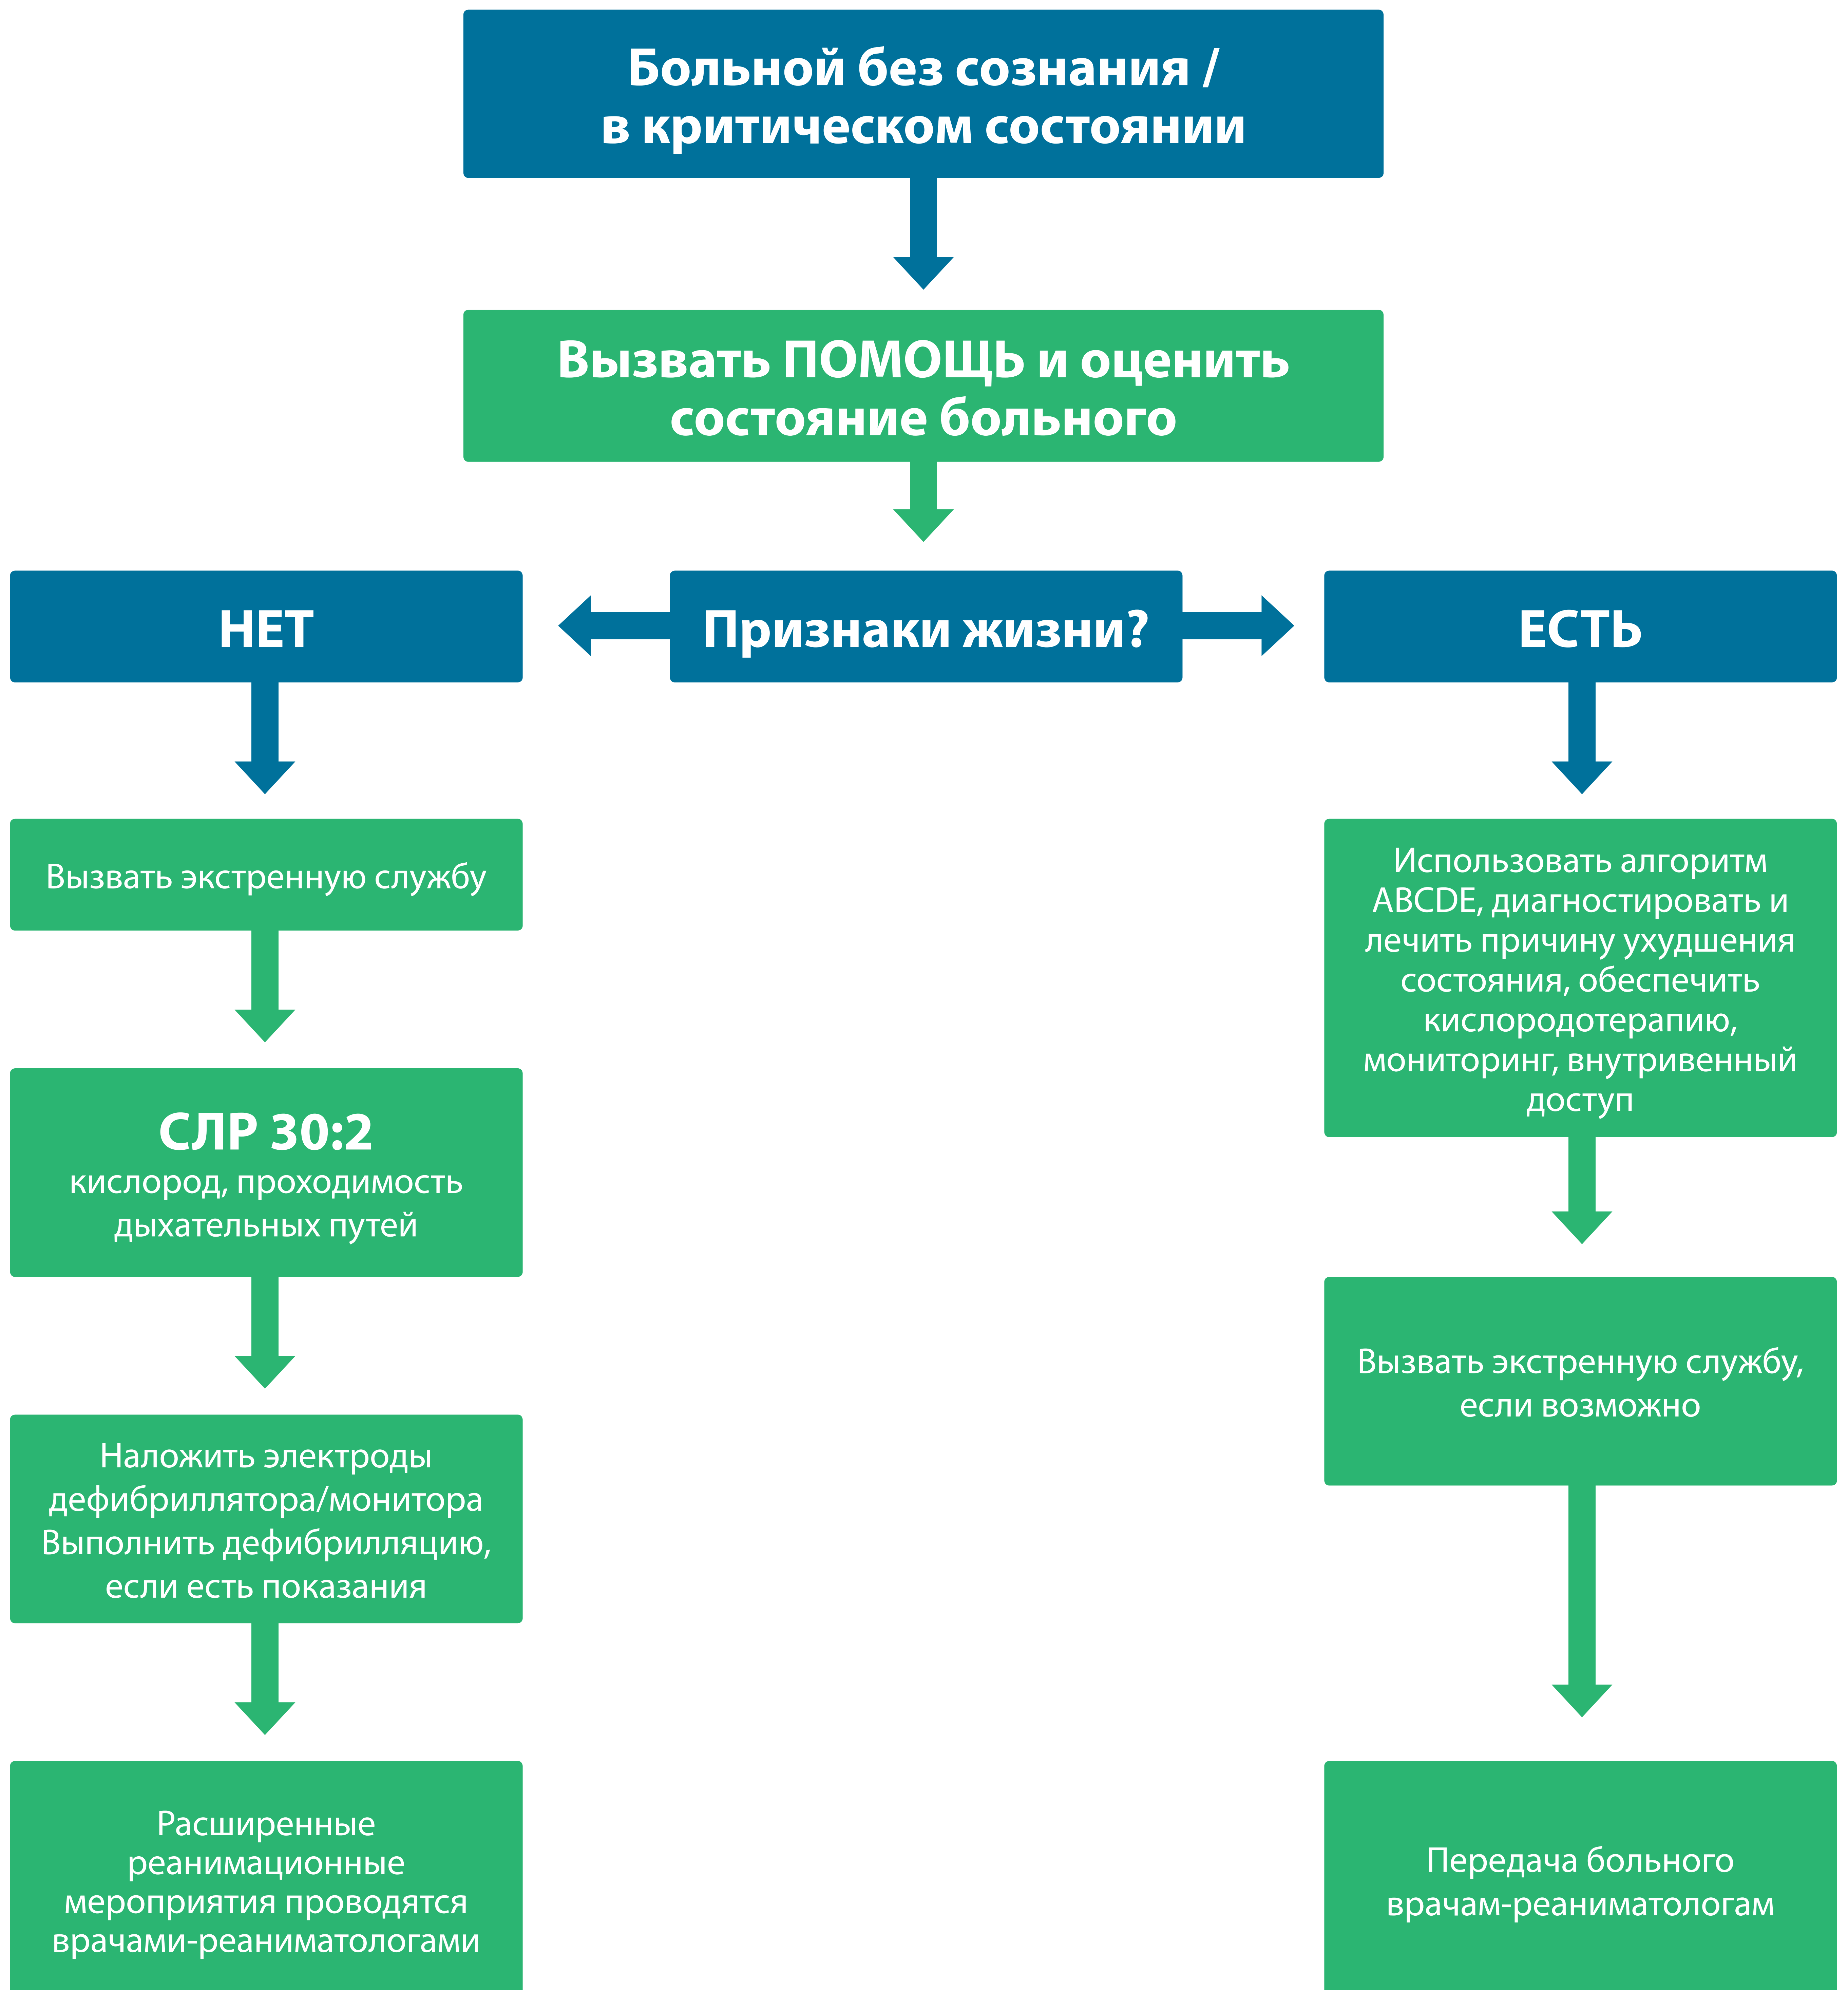 Больной без сознания /
в критическом состоянии
Вызвать ПОМОЩЬ и оценить
состояние больного
НЕТ
Признаки жизни?
ЕСТЬ
Вызвать экстренную службу
СЛР 30:2
кислород, проходимость
дыхательных путей
Наложить электроды
дефибриллятора/монитора
Выполнить дефибрилляцию,
если есть показания
Расширенные
реанимационные
мероприятия проводятся
врачами-реаниматологами
Использовать алгоритм
ABCDE, диагностировать и
лечить причину ухудшения
состояния, обеспечить
кислородотерапию,
мониторинг, внутривенный
доступ
Вызвать экстренную службу,
если возможно
Передача больного
врачам-реаниматологам